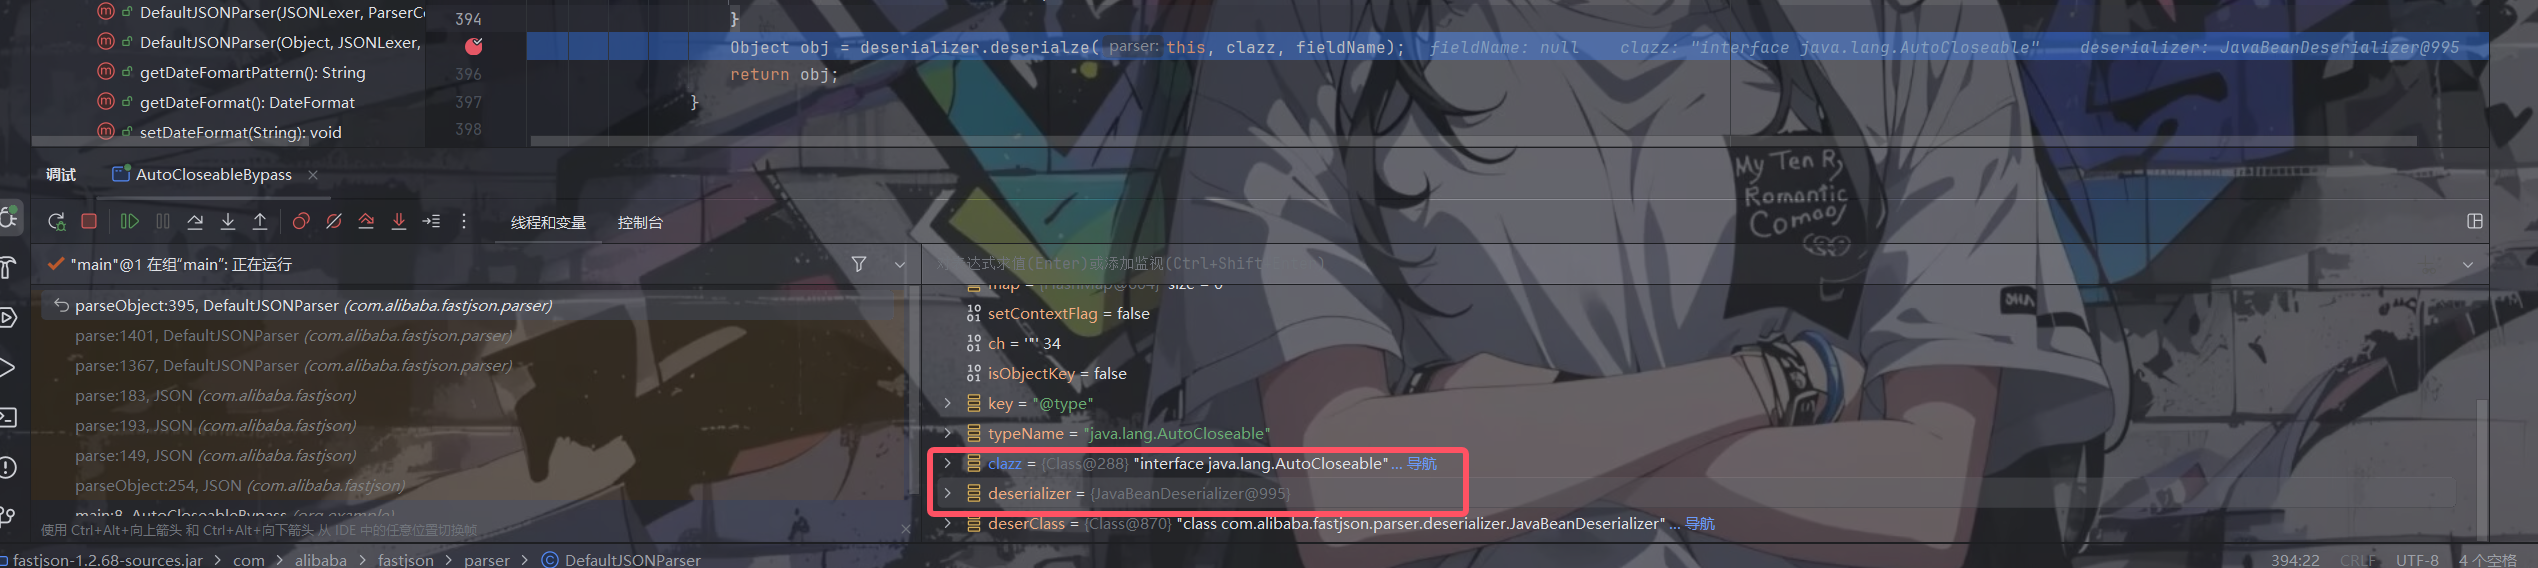 DefaultJSONParser(JSONLexer, ParserCo
DefaultJSONParser(Object, JSONLexer,
getDateFomartPattern(): String
getDateFormat(): DateFormat
setDateFormat(String): void
394 }
Object obj = deserializer.deserialze( parser: this, clazz, fieldName); fieldName: null clazz: "interface java.lang.AutoCloseable" deserializer: JavaBeanDeserializer@995
396 return obj;
397 }
398
My Ten R
Romantic
调试 AutoCloseableBypass
线程和变量 控制台
"main"@1 在组"main": 正在运行
parseObject:395, DefaultJSONParser (com.alibaba.fastjson.parser)
parse:1401, DefaultJSONParser (com.alibaba.fastjson.parser)
parse:1367, DefaultJSONParser (com.alibaba.fastjson.parser)
parse:183, JSON (com.alibaba.fastjson)
parse:193, JSON (com.alibaba.fastjson)
parse:149, JSON (com.alibaba.fastjson)
parseObject:254, JSON (com.alibaba.fastjson)
main:8, AutoCloseableBypass (org.example)
使用 Ctrl+Alt+向上箭头 和 Ctrl+Alt+向下箭头 从 IDE 中的任意位置切换帧
达式求值(Enter)或添加监视(Ctrl+Shift+Enter)
map = {HashMap@864} size = 0
setContextFlag = false
ch = '"' 34
isObjectKey = false
key = "@type"
typeName = "java.lang.AutoCloseable"
clazz = {Class@288} "interface java.lang.AutoCloseable" ... 导航
deserializer = {JavaBeanDeserializer@995}
deserClass = {Class@870} "class com.alibaba.fastjson.parser.deserializer.JavaBeanDeserializer" ... 导航
fastjson-1.2.68-sources.jar > com > alibaba > fastjson > parser > DefaultJSONParser
394:22 CRLF UTF-8 4 个空格